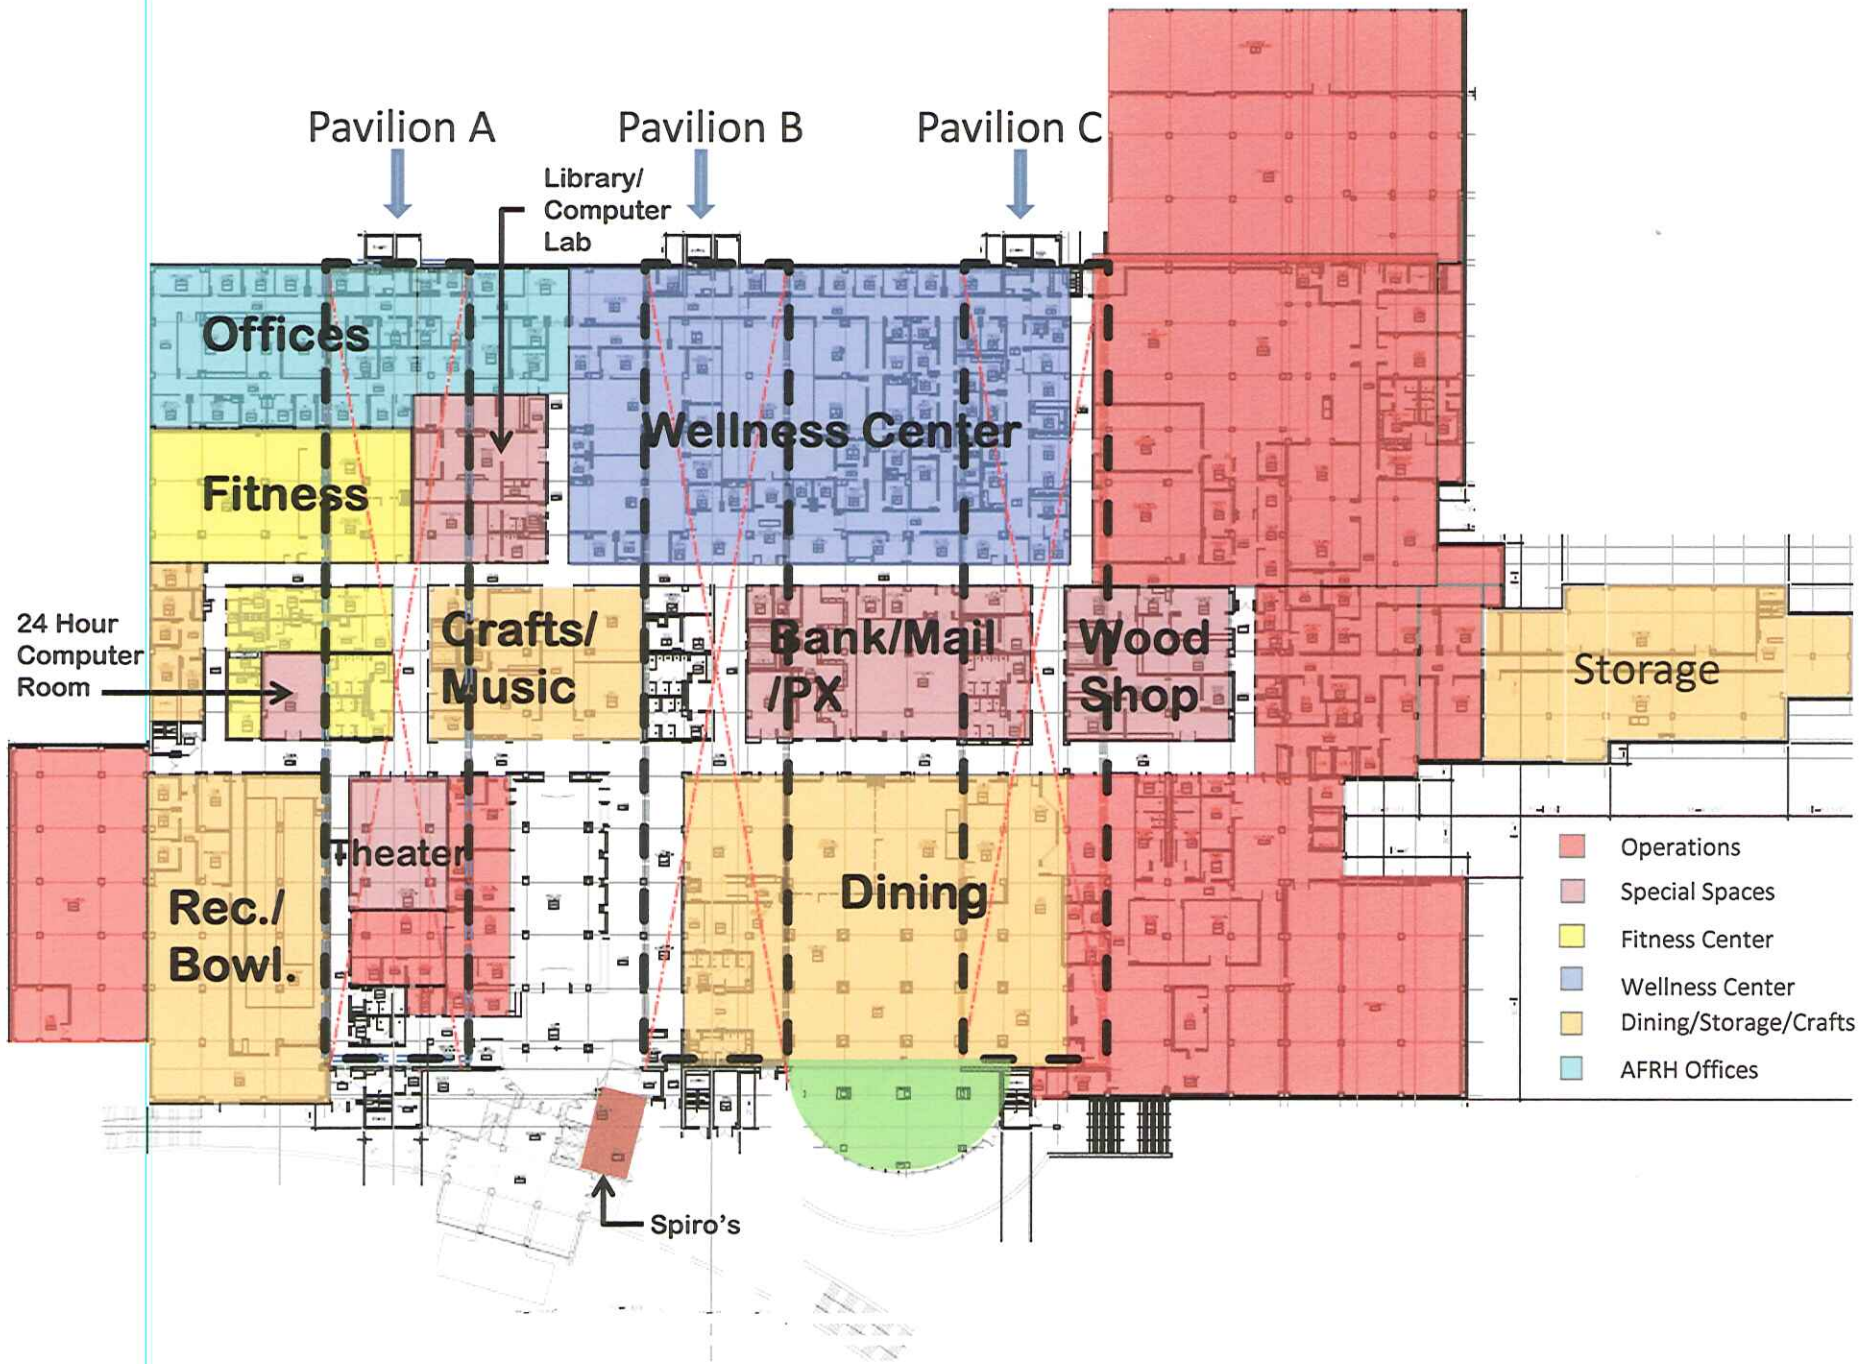 Pavilion A
Pavilion B
Pavilion C
Library/
Computer
Lab
Offices
Wellness Center
Fitness
24 Hour
Computer
Room
Crafts/
Music
Bank/Mail
/PX
Wood
Shop
Storage
Theater
Rec./
Bowl.
Dining
Spiro's
Operations
Special Spaces
Fitness Center
Wellness Center
Dining/Storage/Crafts
AFRH Offices